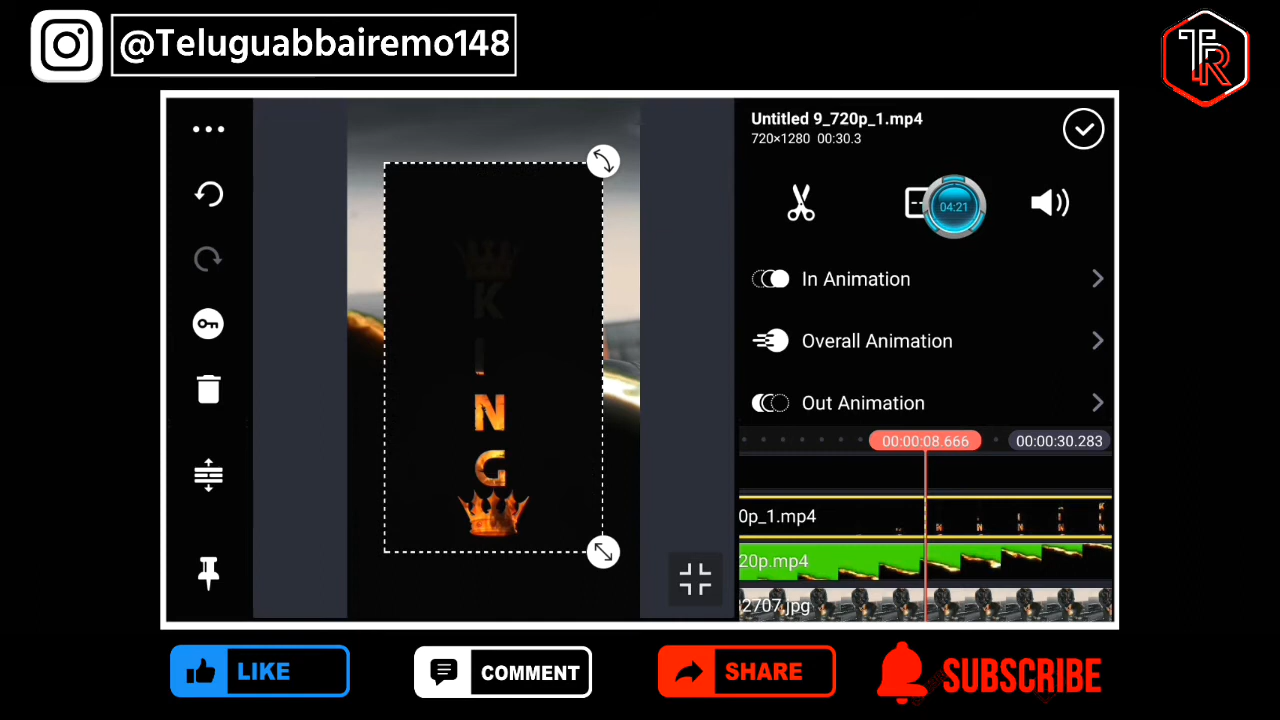 @Teluguabbairemo148
TR
Untitled 9_720p_1.mp4
720×1280 00:30.3
04:21
In Animation
Overall Animation
Out Animation
00:00:08.666
00:00:30.283
0p_1.mp4
20p.mp4
2707.jpg
K
I
N
G
LIKE
COMMENT
SHARE
SUBSCRIBE